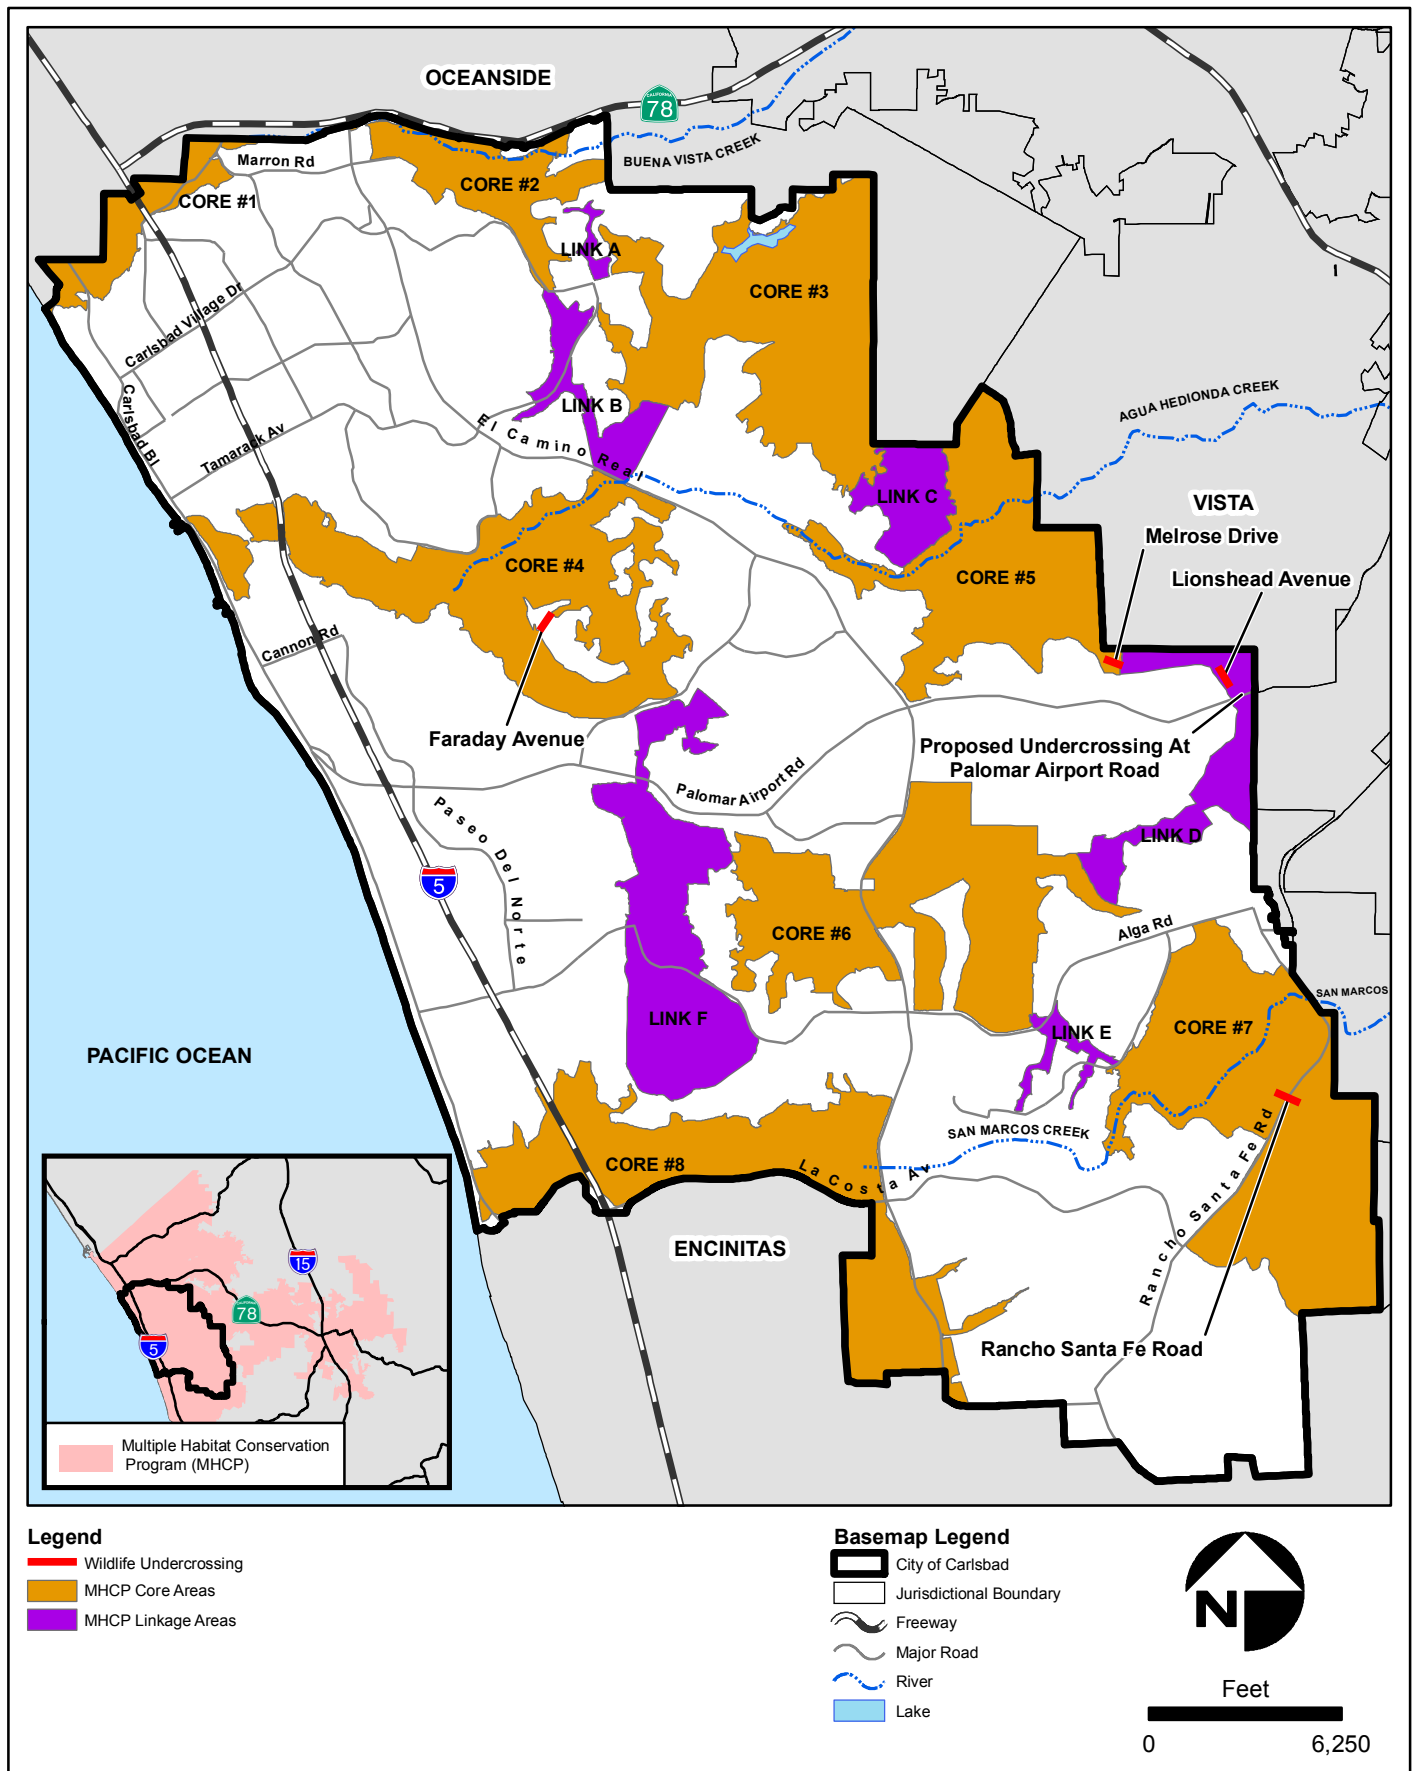 OCEANSIDE
CALIFORNIA
78
BUENA VISTA CREEK
Marron Rd
CORE #2
CORE #1
LINK A
CORE #3
Carlsbad Village Dr
Carlsbad Bl
Tamarack Av
LINK B
El Camino Real
AGUA HEDIONDA CREEK
LINK C
VISTA
Melrose Drive
CORE #4
CORE #5
Lionshead Avenue
Cannon Rd
Faraday Avenue
Proposed Undercrossing At
Palomar Airport Road
Palomar Airport Rd
Paseo Del Norte
LINK D
5
CORE #6
Alga Rd
SAN MARCOS
LINK F
LINK E
CORE #7
PACIFIC OCEAN
SAN MARCOS CREEK
CORE #8
La Costa Av
Rancho Santa Fe Rd
ENCINITAS
Rancho Santa Fe Road
15
CALIFORNIA
78
5
Multiple Habitat Conservation
Program (MHCP)
Legend
Wildlife Undercrossing
MHCP Core Areas
MHCP Linkage Areas
Basemap Legend
City of Carlsbad
Jurisdictional Boundary
Freeway
Major Road
River
Lake
N
Feet
0 6,250